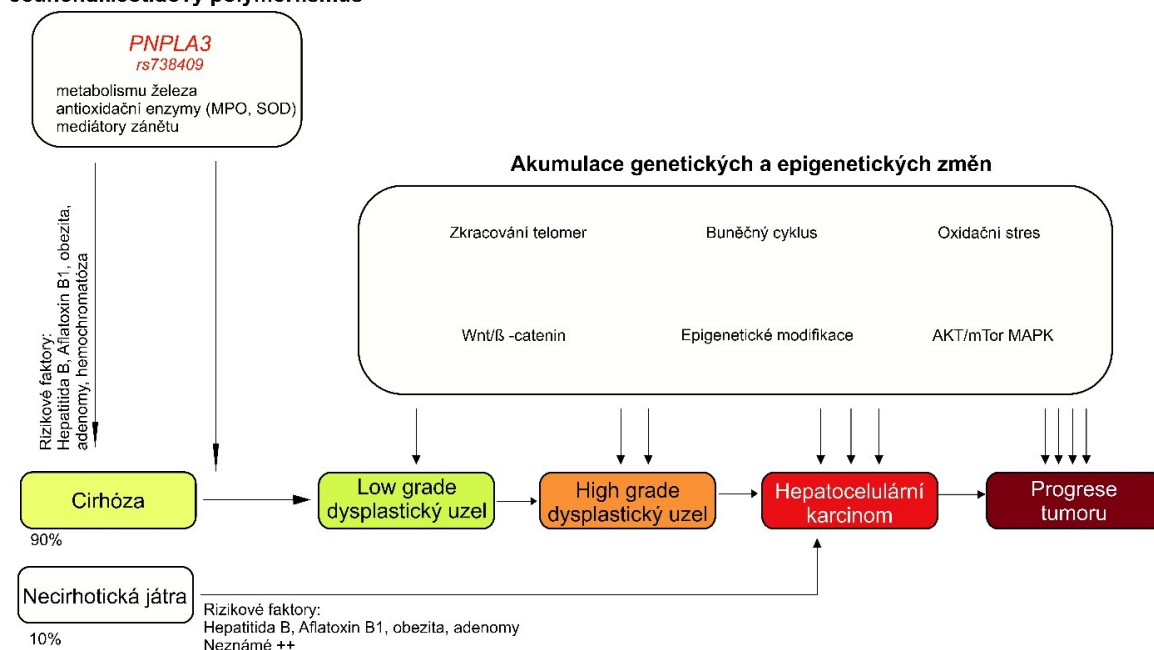 PNPLA3
rs738409
metabolismu železa
antioxidační enzymy (MPO, SOD)
mediátory zánětu
Akumulace genetických a epigenetických změn
Zkracování telomer
Buněčný cyklus
Oxidační stres
Wnt/ß -catenin
Epigenetické modifikace
AKT/mTor MAPK
Rizikové faktory:
Hepatitida B, Aflatoxin B1, obezita,
adenomy, hemochromatóza
Cirhóza
90%
Low grade
dysplastický uzel
High grade
dysplastický uzel
Hepatocelulární
karcinom
Progrese
tumoru
Necirhotická játra
10%
Rizikové faktory:
Hepatitida B, Aflatoxin B1, obezita, adenomy
Neznámé ++